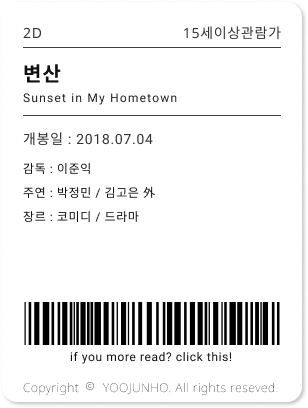 2D 15세이상관람가
변산
Sunset in My Hometown
개봉일 : 2018.07.04
감독 : 이준익
주연 : 박정민 / 김고은 外
장르 : 코미디 / 드라마
if you more read? click this!
Copyright © YOOJUNHO. All rights reserved.